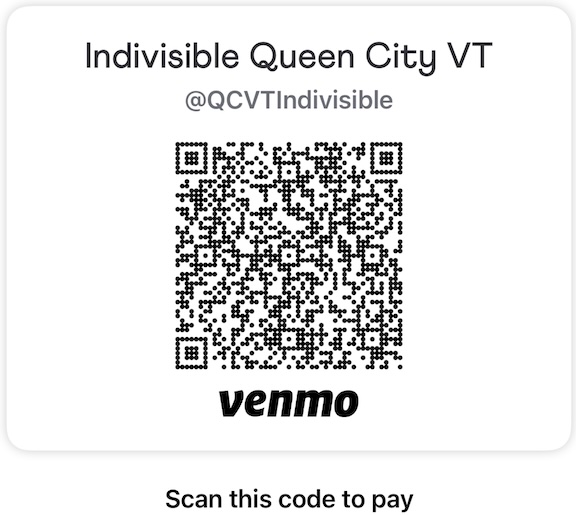 Indivisible Queen City VT
@QCVTIndivisible
venmo
Scan this code to pay